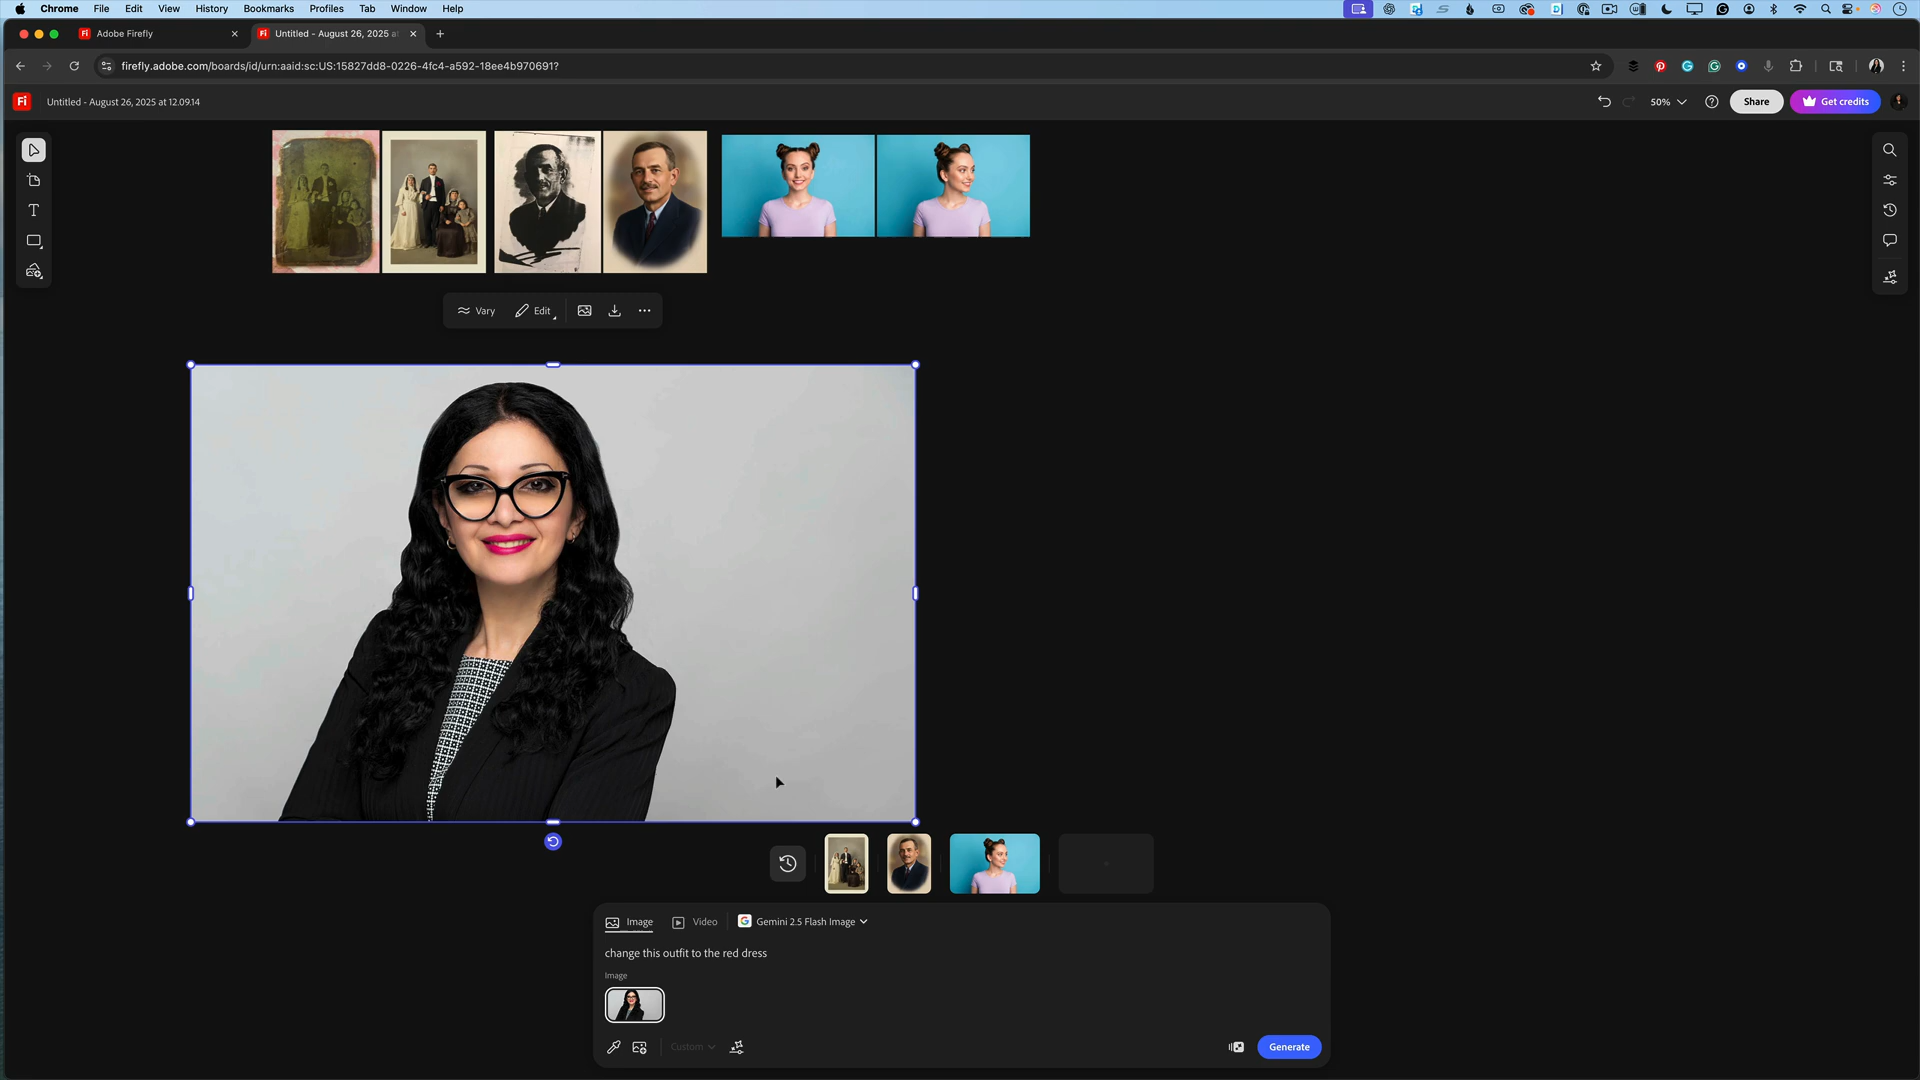 Chrome File Edit View History Bookmarks Profiles Tab Window Help
Fi Adobe Firefly
Fi Untitled - August 26, 2025 a
firefly.adobe.com/boards/id/urn:aaid:sc:US:15827dd8-0226-4fc4-a592-18ee4b970691?
Fi Untitled - August 26, 2025 at 12.09.14
50%
Share
Get credits
T
Vary
Edit
Image
Video
G Gemini 2.5 Flash Image
change this outfit to the red dress
Image
Custom
Generate